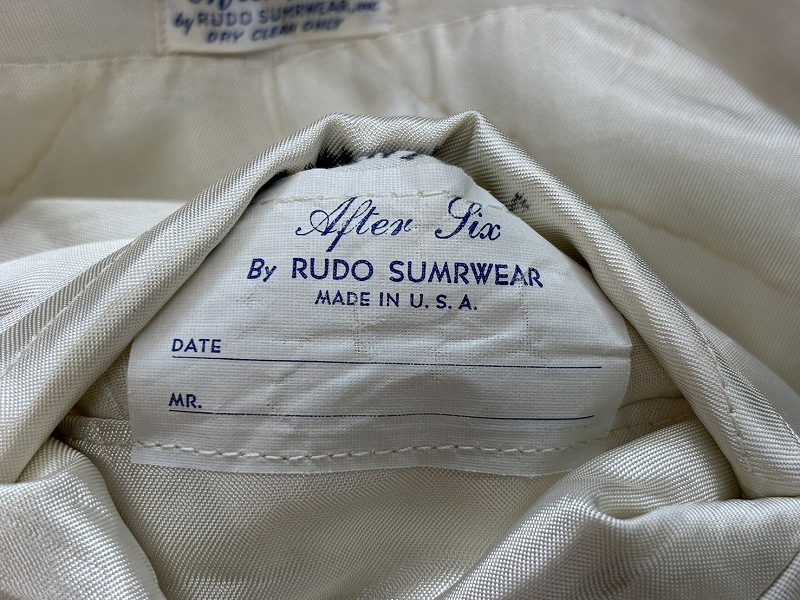 by RUDO SUMRWEAR, INC.
DRY CLEAN ONLY
After Six
By RUDO SUMRWEAR
MADE IN U. S. A.
DATE
MR.